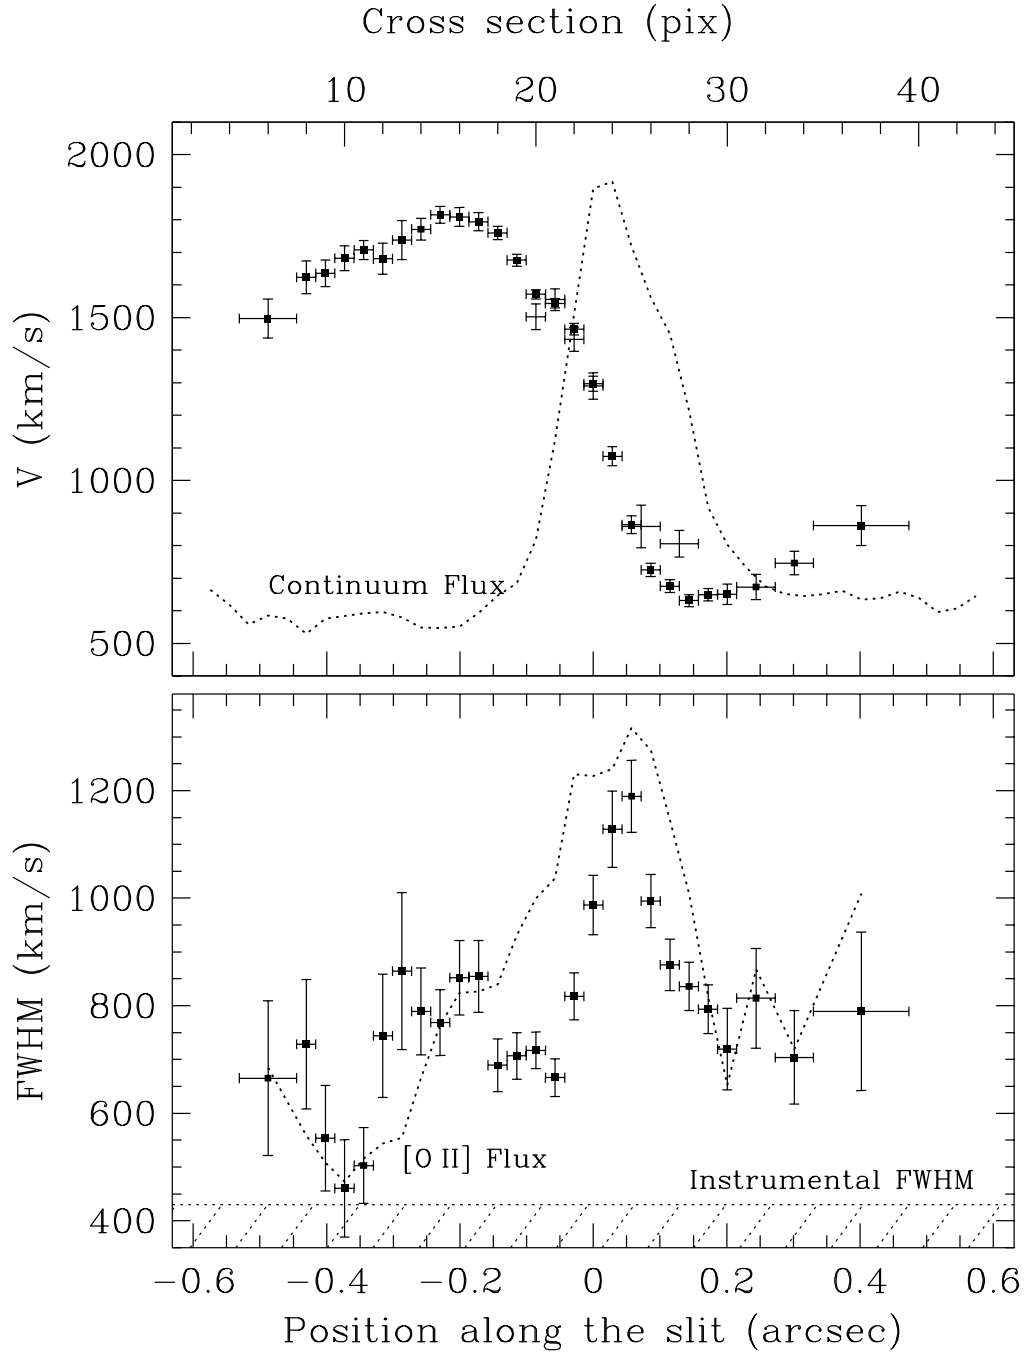 Cross section (pix)
10 20 30 40
2000
1500
V (km/s)
1000
Continuum Flux
500
1200
1000
FWHM (km/s)
800
600
[O II] Flux
Instrumental FWHM
400
−0.6 −0.4 −0.2 0 0.2 0.4 0.6
Position along the slit (arcsec)